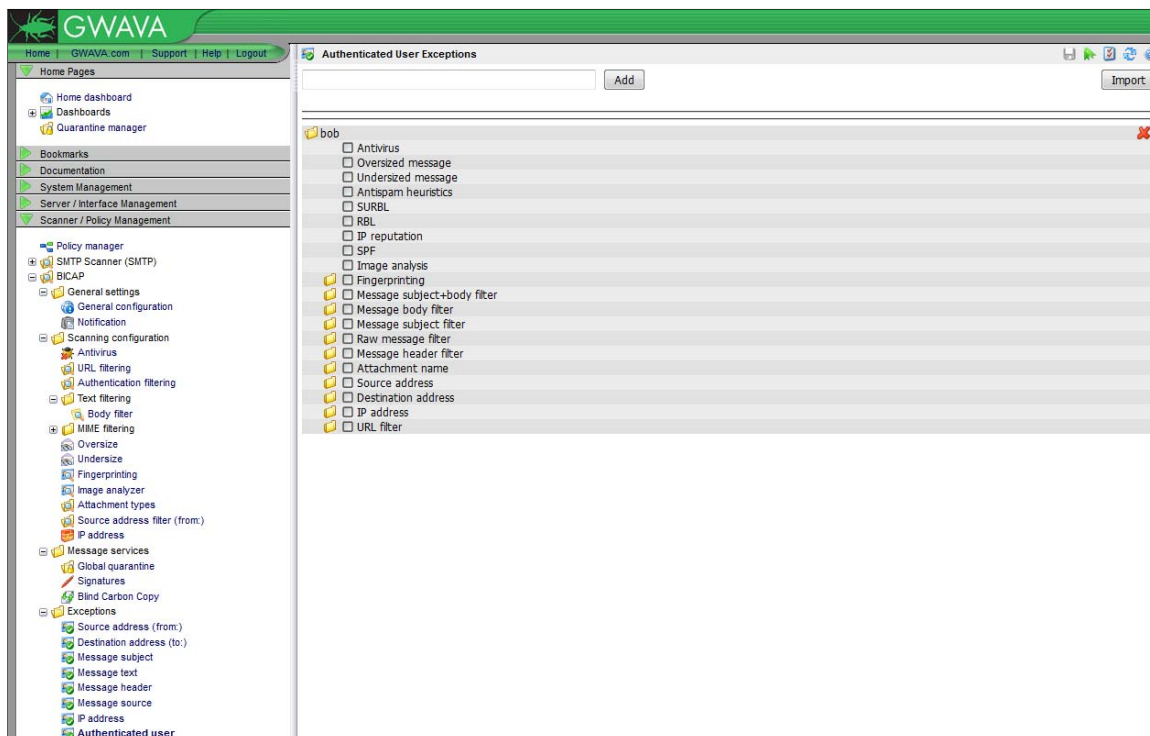 GWAVA
Home | GWAVA.com | Support | Help | Logout
Home Pages
Home dashboard
Dashboards
Quarantine manager
Bookmarks
Documentation
System Management
Server / Interface Management
Scanner / Policy Management
Policy manager
SMTP Scanner (SMTP)
BICAP
General settings
General configuration
Notification
Scanning configuration
Antivirus
URL filtering
Authentication filtering
Text filtering
Body filter
MIME filtering
Oversize
Undersize
Fingerprinting
Image analyzer
Attachment types
Source address filter (from:)
IP address
Message services
Global quarantine
Signatures
Blind Carbon Copy
Exceptions
Source address (from:)
Destination address (to:)
Message subject
Message text
Message header
Message source
IP address
Authenticated user
Authenticated User Exceptions
Add
Import
bob
Antivirus
Oversized message
Undersized message
Antispam heuristics
SURBL
RBL
IP reputation
SPF
Image analysis
Fingerprinting
Message subject+body filter
Message body filter
Message subject filter
Raw message filter
Message header filter
Attachment name
Source address
Destination address
IP address
URL filter